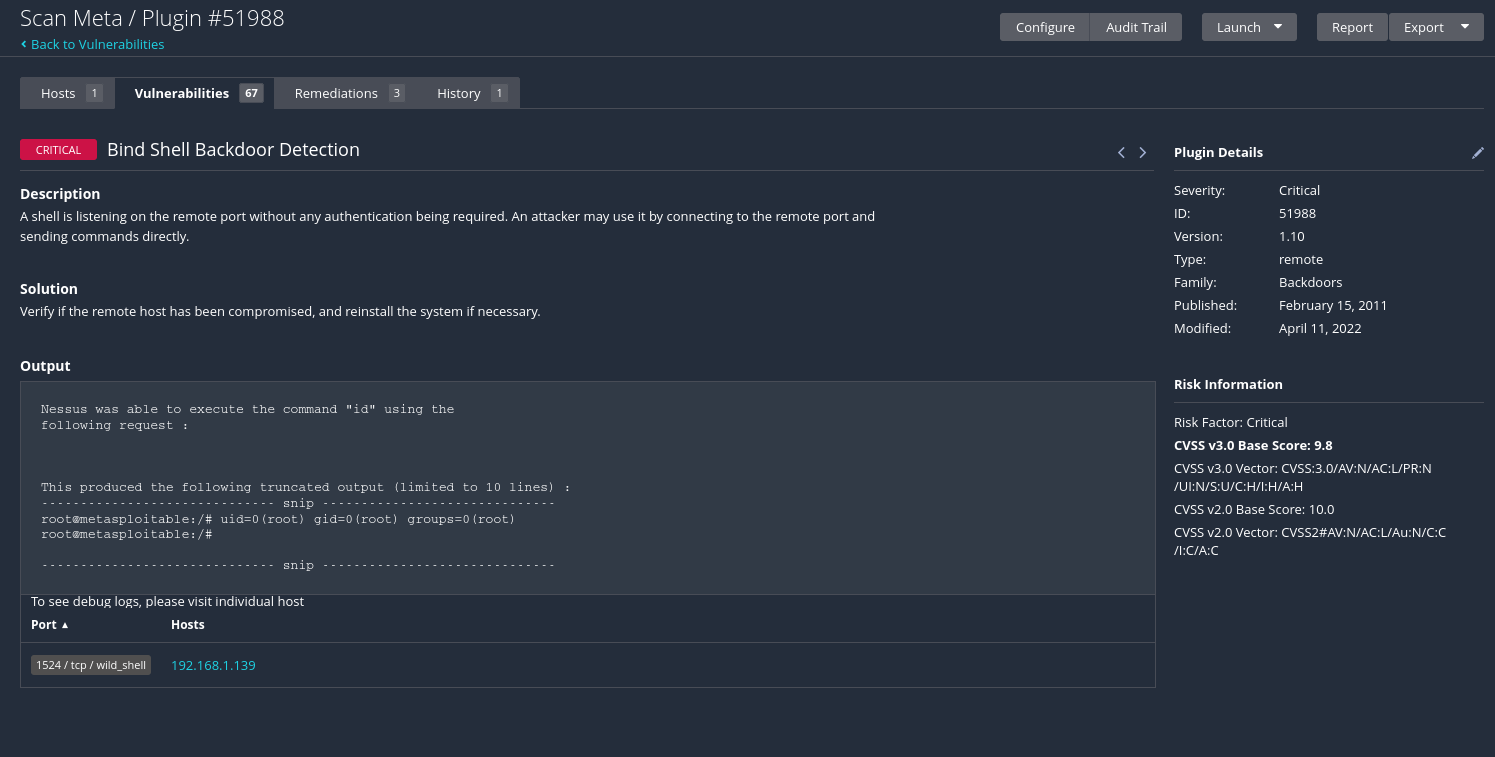 Scan Meta / Plugin #51988
Configure Audit Trail Launch Report Export
‹ Back to Vulnerabilities
Hosts 1 Vulnerabilities 67 Remediations 3 History 1
CRITICAL Bind Shell Backdoor Detection
Description
A shell is listening on the remote port without any authentication being required. An attacker may use it by connecting to the remote port and
sending commands directly.
Solution
Verify if the remote host has been compromised, and reinstall the system if necessary.
Output
Nessus was able to execute the command "id" using the
following request :
This produced the following truncated output (limited to 10 lines) :
------------------------------ snip ------------------------------
root@metasploitable:/# uid=0(root) gid=0(root) groups=0(root)
root@metasploitable:/#
------------------------------ snip ------------------------------
To see debug logs, please visit individual host
Port ▲ Hosts
1524 / tcp / wild_shell 192.168.1.139
Plugin Details
Severity: Critical
ID: 51988
Version: 1.10
Type: remote
Family: Backdoors
Published: February 15, 2011
Modified: April 11, 2022
Risk Information
Risk Factor: Critical
CVSS v3.0 Base Score: 9.8
CVSS v3.0 Vector: CVSS:3.0/AV:N/AC:L/PR:N
/UI:N/S:U/C:H/I:H/A:H
CVSS v2.0 Base Score: 10.0
CVSS v2.0 Vector: CVSS2#AV:N/AC:L/Au:N/C:C
/I:C/A:C